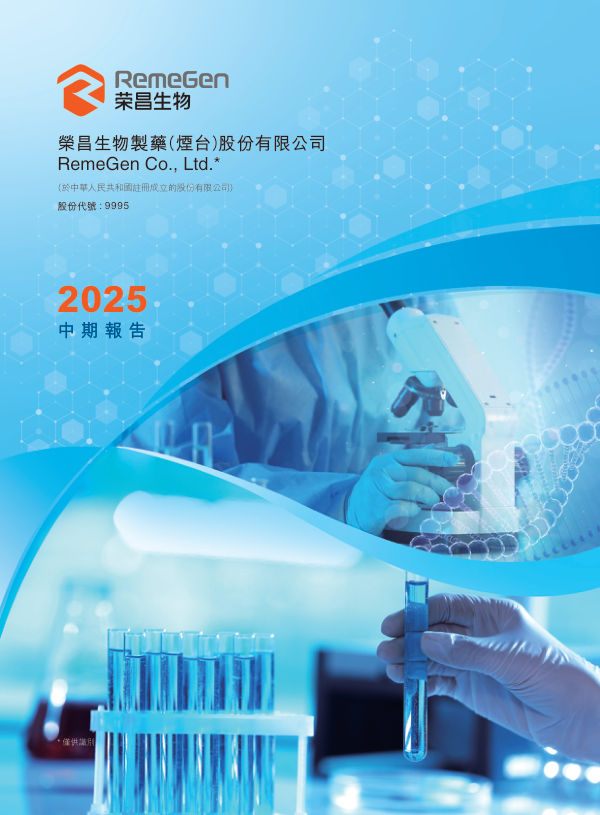 RemeGen
荣昌生物
榮昌生物製藥(煙台)股份有限公司
RemeGen Co., Ltd.*
(於中華人民共和國註冊成立的股份有限公司)
股份代號 : 9995
2025
中期報告
* 僅供識別